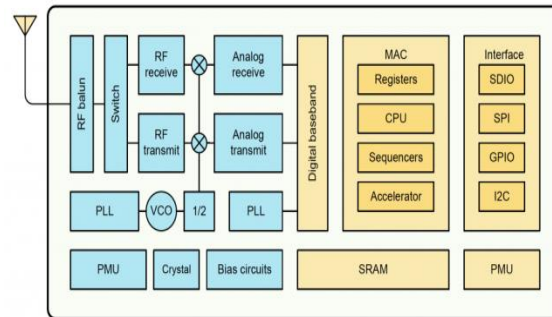 RF balun
Switch
RF
receive
Analog
receive
RF
transmit
Analog
transmit
Digital baseband
PLL
VCO
1/2
PLL
PMU
Crystal
Bias circuits
MAC
Registers
CPU
Sequencers
Accelerator
Interface
SDIO
SPI
GPIO
I2C
SRAM
PMU